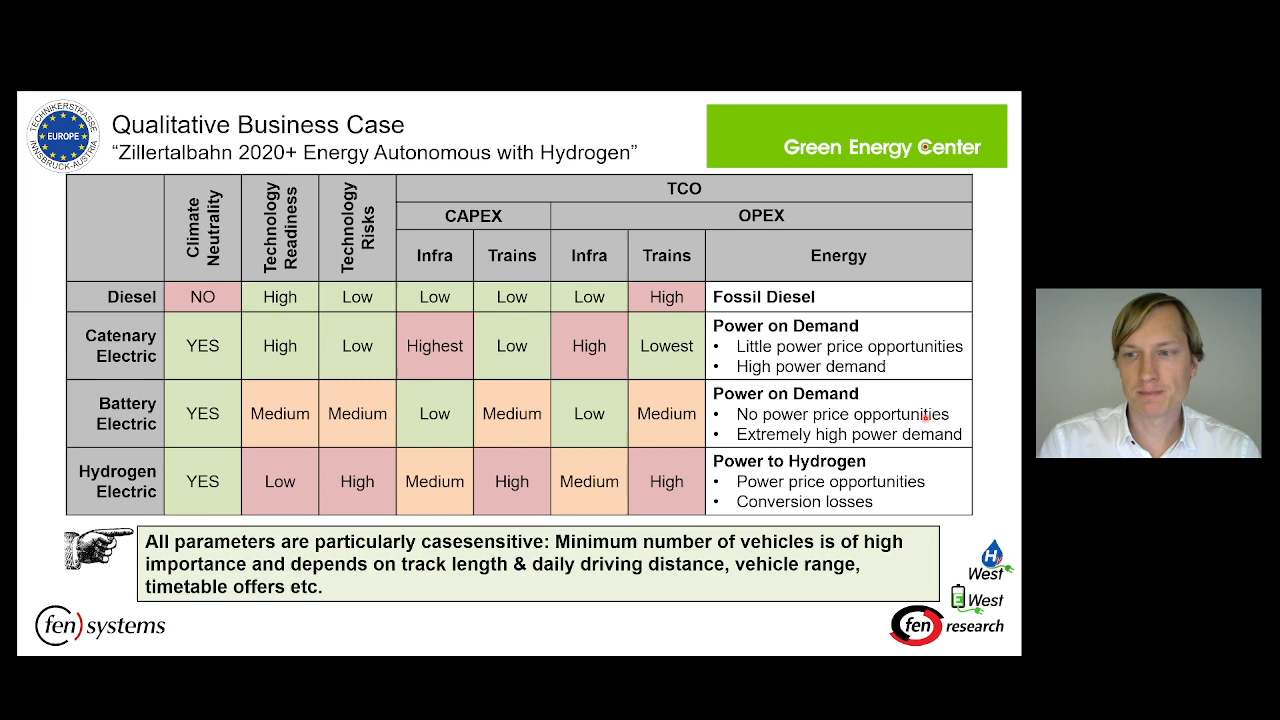 TECHNIKERSTRASSE
EUROPE
INNSBRUCK-AUSTRIA
Qualitative Business Case
“Zillertalbahn 2020+ Energy Autonomous with Hydrogen”
Green Energy Center
Climate Neutrality
Technology Readiness
Technology Risks
TCO
CAPEX
OPEX
Infra
Trains
Infra
Trains
Energy
Diesel
NO
High
Low
Low
Low
Low
High
Fossil Diesel
Catenary
Electric
YES
High
Low
Highest
Low
High
Lowest
Power on Demand
• Little power price opportunities
• High power demand
Battery
Electric
YES
Medium
Medium
Low
Medium
Low
Medium
Power on Demand
• No power price opportunities
• Extremely high power demand
Hydrogen
Electric
YES
Low
High
Medium
High
Medium
High
Power to Hydrogen
• Power price opportunities
• Conversion losses
All parameters are particularly casesensitive: Minimum number of vehicles is of high
importance and depends on track length & daily driving distance, vehicle range,
timetable offers etc.
H2
West
E West
fen systems
fen research